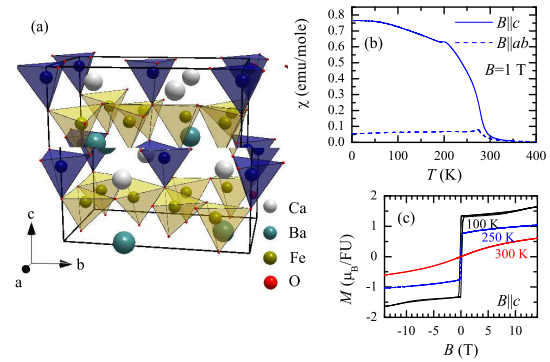 (a)
c
a
b
Ca
Ba
Fe
O
χ (emu/mole)
0.8
0.7
0.6
0.5
0.4
0.3
0.2
0.1
0.0
(b)
B||c
B||ab
B=1 T
0 100 200 300 400
T (K)
M (μB/FU)
2
1
0
-1
-2
(c)
100 K
250 K
300 K
B||c
-10 0 10
B (T)